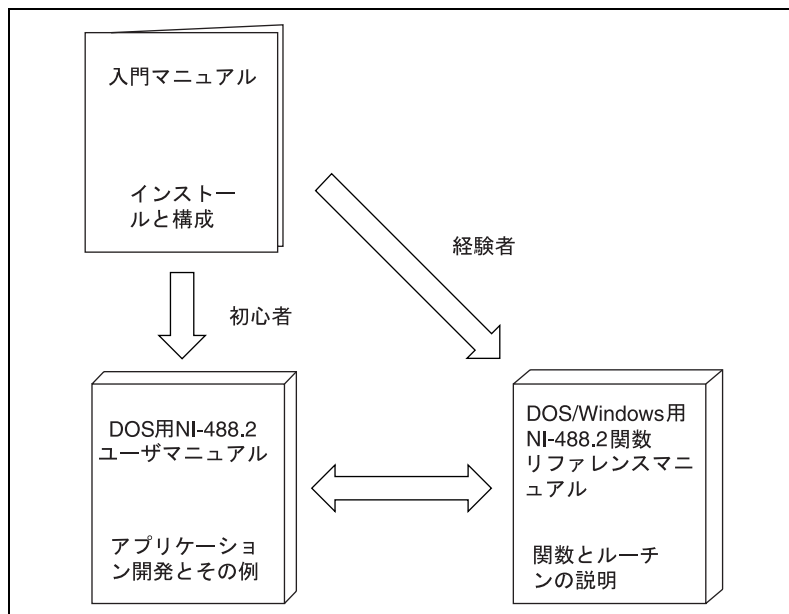 入門マニュアル
インストー
ルと構成
経験者
初心者
DOS用NI-488.2
ユーザマニュアル
アプリケーショ
ン開発とその例
DOS/Windows用
NI-488.2関数
リファレンスマニ
ュアル
関数とルーチ
ンの説明